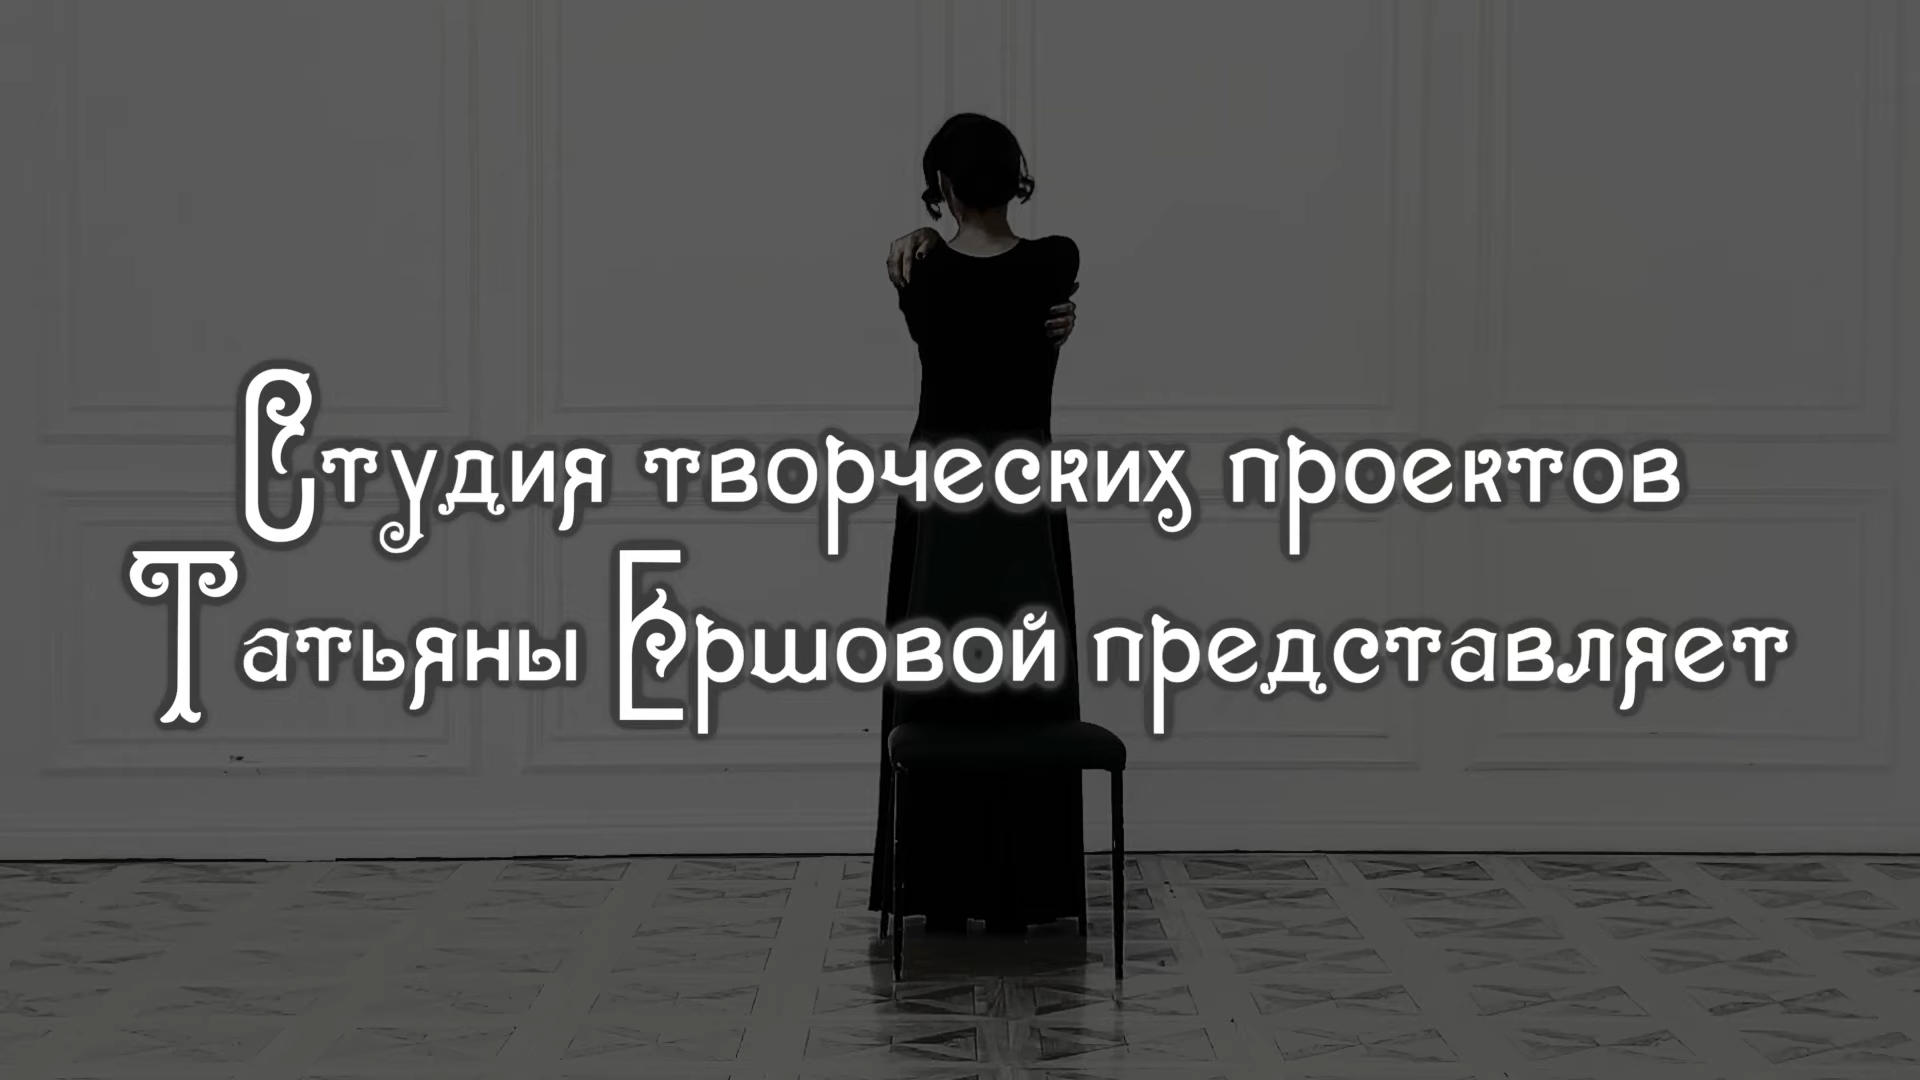 Студия творческих проектов
Татьяны Ершовой представляет